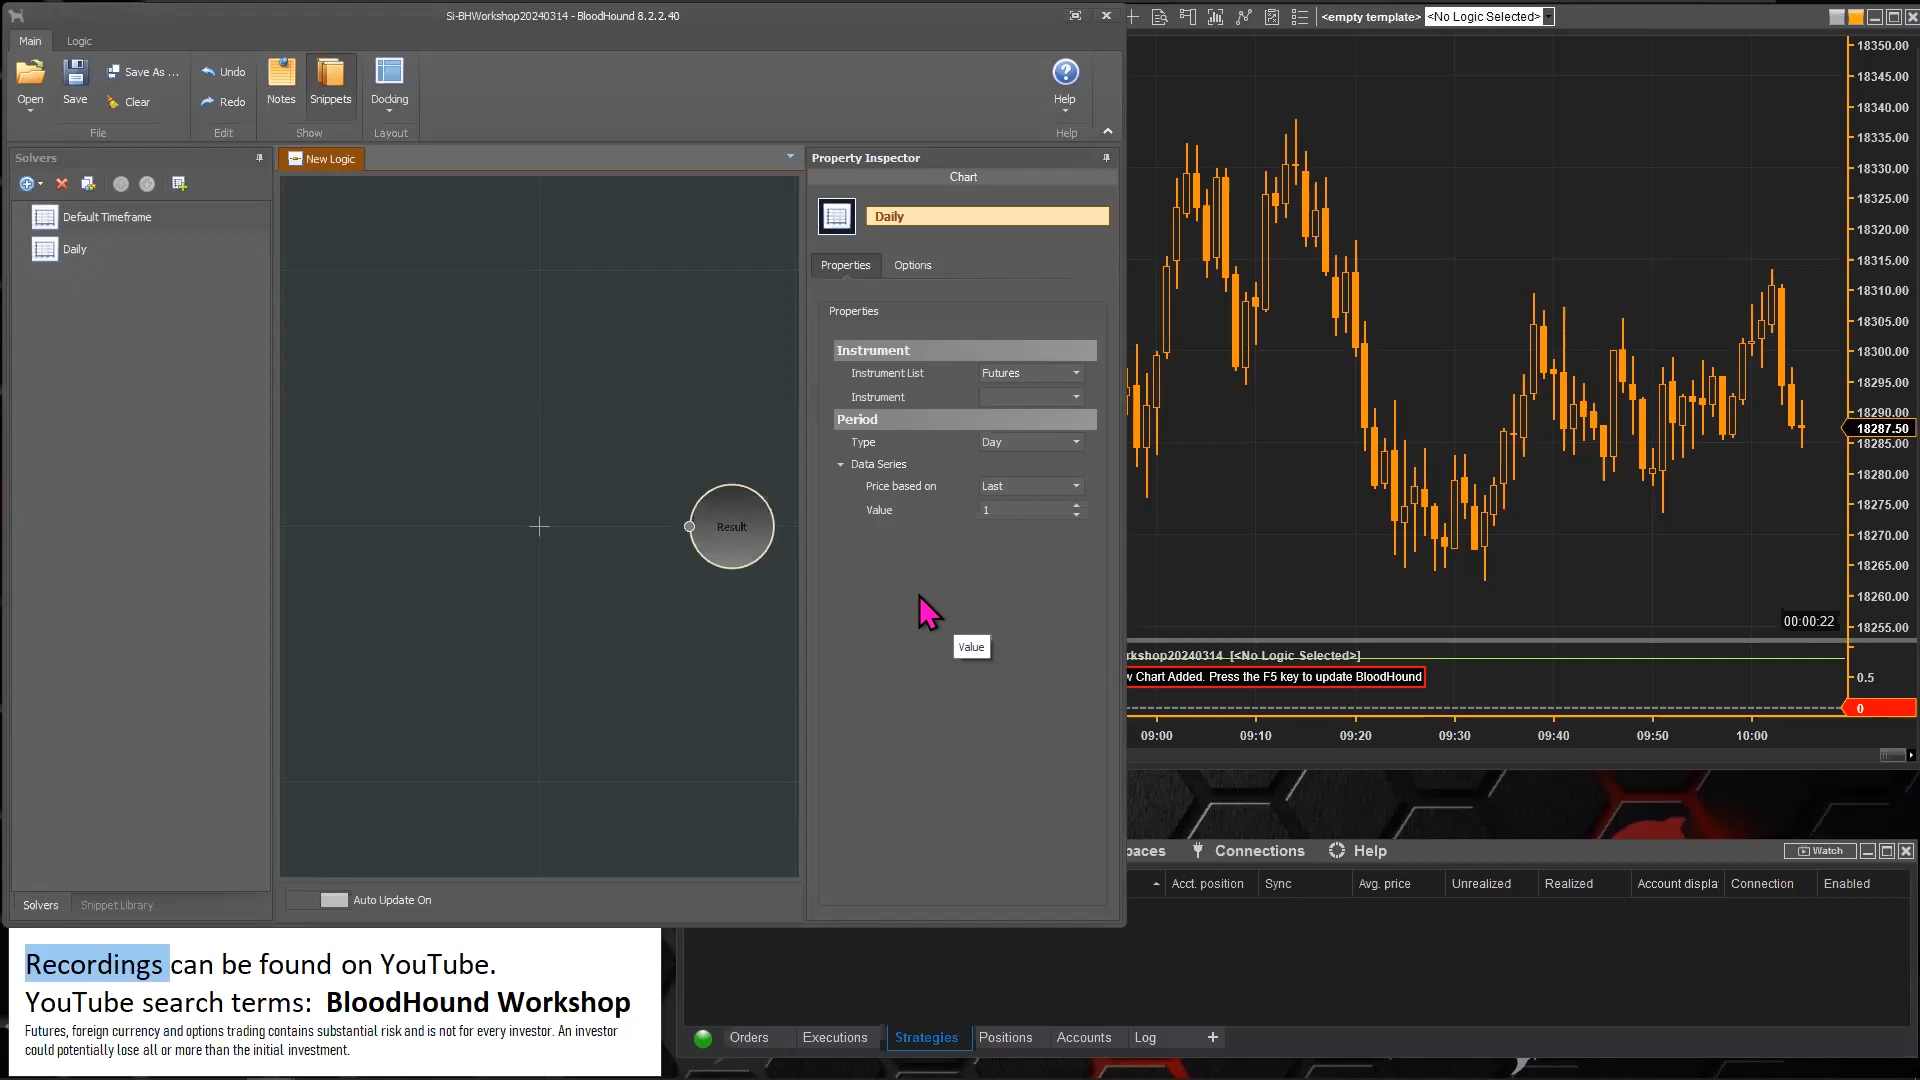 Si-BHWorkshop20240314 - BloodHound 8.2.2.40
Main
Logic
Open
Save
Save As ...
Clear
File
Undo
Redo
Edit
Notes
Snippets
Show
Docking
Layout
Help
Help
<empty template>
<No Logic Selected>
Solvers
Default Timeframe
Daily
New Logic
Result
Auto Update On
Solvers
Snippet Library
Property Inspector
Chart
Daily
Properties
Options
Properties
Instrument
Instrument List
Futures
Instrument
Period
Type
Day
Data Series
Price based on
Last
Value
1
Value
18350.00
18345.00
18340.00
18335.00
18330.00
18325.00
18320.00
18315.00
18310.00
18305.00
18300.00
18295.00
18290.00
18287.50
18285.00
18280.00
18275.00
18270.00
18265.00
18260.00
18255.00
00:00:22
rkshop20240314 [<No Logic Selected>]
w Chart Added. Press the F5 key to update BloodHound
0.5
0
09:00
09:10
09:20
09:30
09:40
09:50
10:00
paces
Connections
Help
Watch
Acct. position
Sync
Avg. price
Unrealized
Realized
Account displa
Connection
Enabled
Orders
Executions
Strategies
Positions
Accounts
Log
+
Recordings can be found on YouTube.
YouTube search terms: BloodHound Workshop
Futures, foreign currency and options trading contains substantial risk and is not for every investor. An investor
could potentially lose all or more than the initial investment.